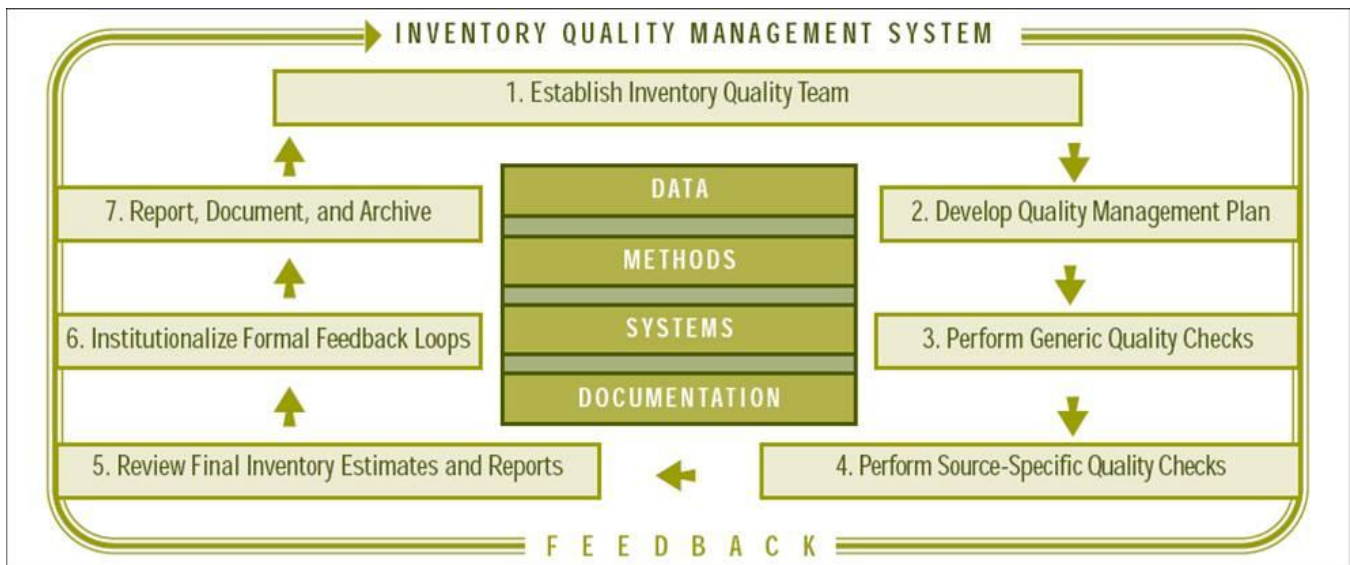 INVENTORY QUALITY MANAGEMENT SYSTEM
1. Establish Inventory Quality Team
2. Develop Quality Management Plan
3. Perform Generic Quality Checks
4. Perform Source-Specific Quality Checks
5. Review Final Inventory Estimates and Reports
6. Institutionalize Formal Feedback Loops
7. Report, Document, and Archive
DATA
METHODS
SYSTEMS
DOCUMENTATION
FEEDBACK